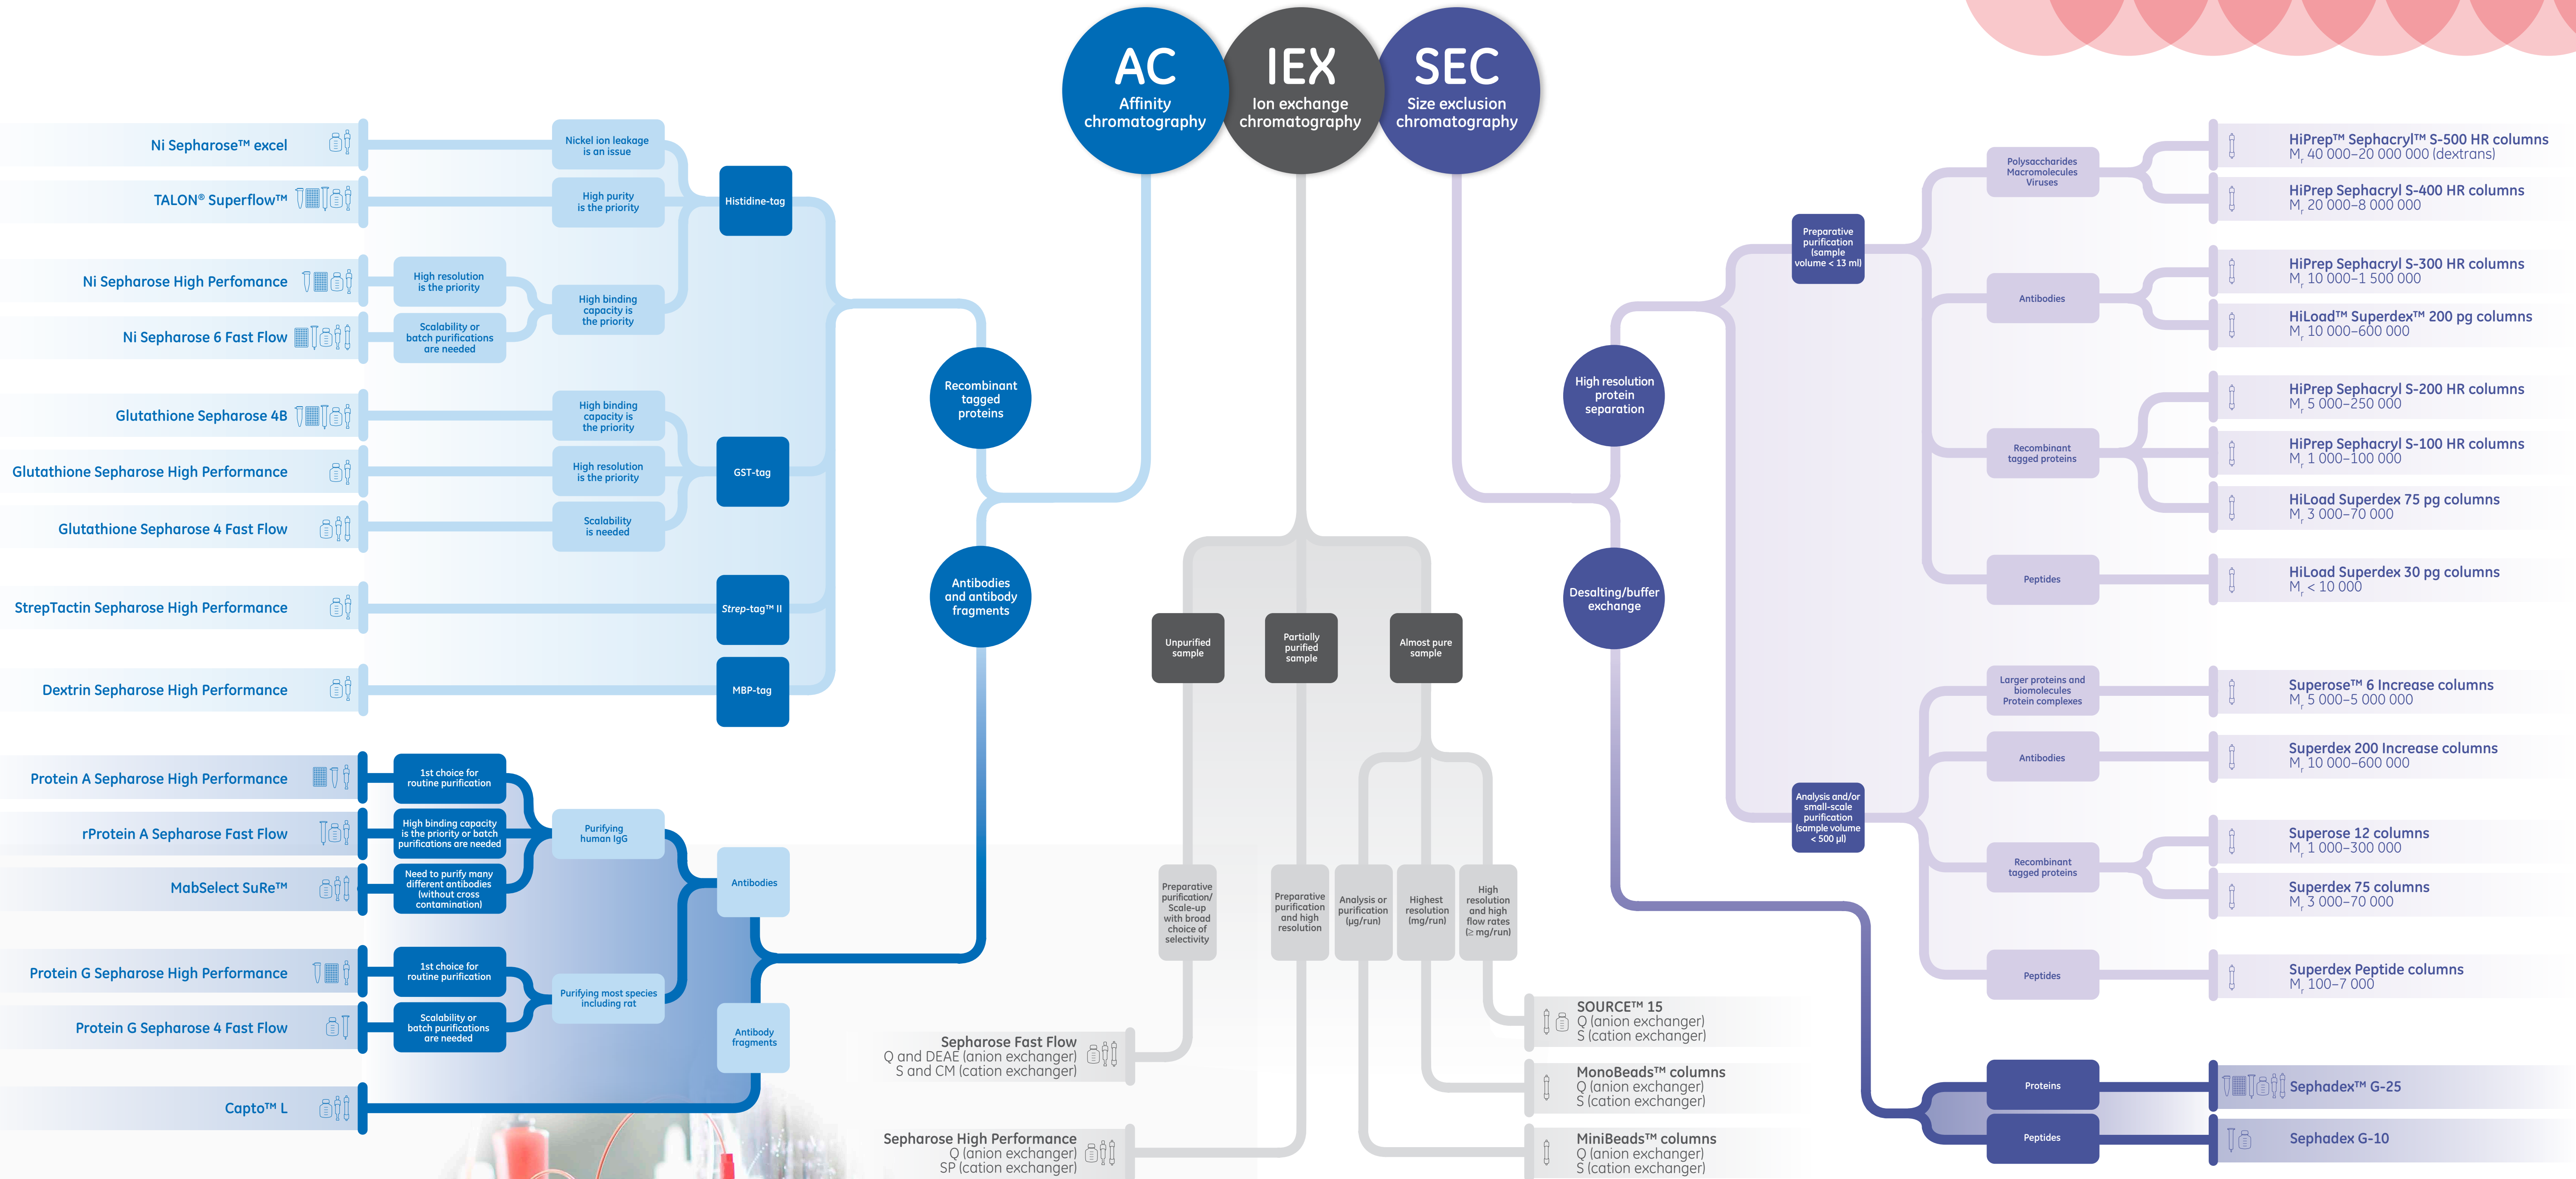 AC
Affinity
chromatography
IEX
Ion exchange
chromatography
SEC
Size exclusion
chromatography
Ni Sepharose™ excel
TALON® Superflow™
Ni Sepharose High Perfomance
Ni Sepharose 6 Fast Flow
Glutathione Sepharose 4B
Glutathione Sepharose High Performance
Glutathione Sepharose 4 Fast Flow
StrepTactin Sepharose High Performance
Dextrin Sepharose High Performance
Protein A Sepharose High Performance
rProtein A Sepharose Fast Flow
MabSelect SuRe™
Protein G Sepharose High Performance
Protein G Sepharose 4 Fast Flow
Capto™ L
High resolution
is the priority
Scalability or
batch purifications
are needed
1st choice for
routine purification
High binding capacity
is the priority or batch
purifications are needed
Need to purify many
different antibodies
(without cross
contamination)
1st choice for
routine purification
Scalability or
batch purifications
are needed
Nickel ion leakage
is an issue
High purity
is the priority
High binding
capacity is
the priority
High binding
capacity is
the priority
High resolution
is the priority
Scalability
is needed
Purifying
human IgG
Purifying most species
including rat
Histidine-tag
GST-tag
Strep-tag™ II
MBP-tag
Antibodies
Antibody
fragments
Recombinant
tagged
proteins
Antibodies
and antibody
fragments
Unpurified
sample
Partially
purified
sample
Almost pure
sample
Preparative
purification/
Scale-up
with broad
choice of
selectivity
Preparative
purification
and high
resolution
Analysis or
purification
(µg/run)
Highest
resolution
(mg/run)
High
resolution
and high
flow rates
(≥ mg/run)
Sepharose Fast Flow
Q and DEAE (anion exchanger)
S and CM (cation exchanger)
Sepharose High Performance
Q (anion exchanger)
SP (cation exchanger)
SOURCE™ 15
Q (anion exchanger)
S (cation exchanger)
MonoBeads™ columns
Q (anion exchanger)
S (cation exchanger)
MiniBeads™ columns
Q (anion exchanger)
S (cation exchanger)
High resolution
protein
separation
Desalting/buffer
exchange
Preparative
purification
(sample
volume < 13 ml)
Analysis and/or
small-scale
purification
(sample volume
< 500 µl)
Polysaccharides
Macromolecules
Viruses
Antibodies
Recombinant
tagged proteins
Peptides
Larger proteins and
biomolecules
Protein complexes
Antibodies
Recombinant
tagged proteins
Peptides
Proteins
Peptides
HiPrep™ Sephacryl™ S-500 HR columns
Mr 40 000–20 000 000 (dextrans)
HiPrep Sephacryl S-400 HR columns
Mr 20 000–8 000 000
HiPrep Sephacryl S-300 HR columns
Mr 10 000–1 500 000
HiLoad™ Superdex™ 200 pg columns
Mr 10 000–600 000
HiPrep Sephacryl S-200 HR columns
Mr 5 000–250 000
HiPrep Sephacryl S-100 HR columns
Mr 1 000–100 000
HiLoad Superdex 75 pg columns
Mr 3 000–70 000
HiLoad Superdex 30 pg columns
Mr < 10 000
Superose™ 6 Increase columns
Mr 5 000–5 000 000
Superdex 200 Increase columns
Mr 10 000–600 000
Superose 12 columns
Mr 1 000–300 000
Superdex 75 columns
Mr 3 000–70 000
Superdex Peptide columns
Mr 100–7 000
Sephadex™ G-25
Sephadex G-10